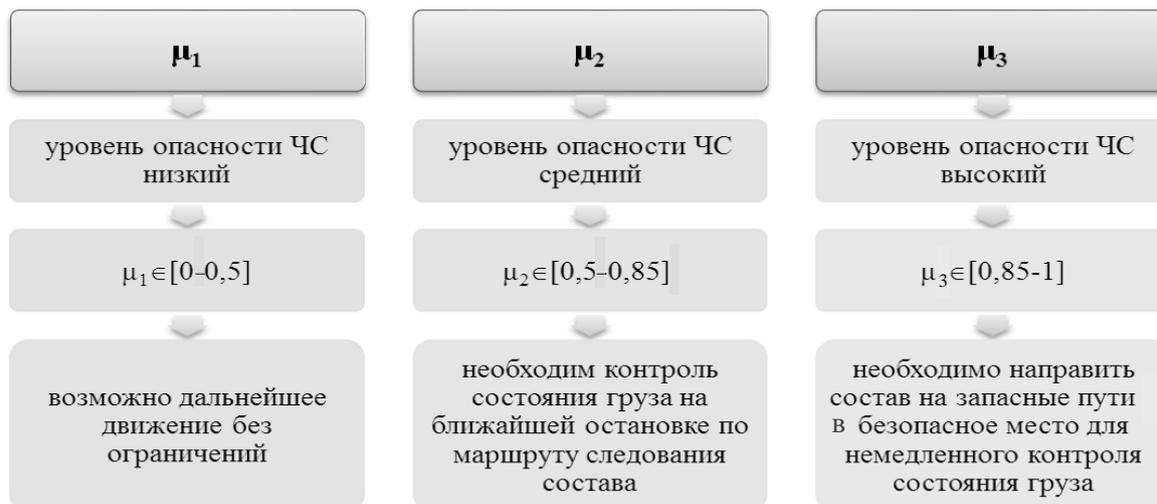 μ₁
уровень опасности ЧС
низкий
μ₁∈[0-0,5]
возможно дальнейшее
движение без
ограничений
μ₂
уровень опасности ЧС
средний
μ₂∈[0,5-0,85]
необходим контроль
состояния груза на
ближайшей остановке по
маршруту следования
состава
μ₃
уровень опасности ЧС
высокий
μ₃∈[0,85-1]
необходимо направить
состав на запасные пути
в безопасное место для
немедленного контроля
состояния груза